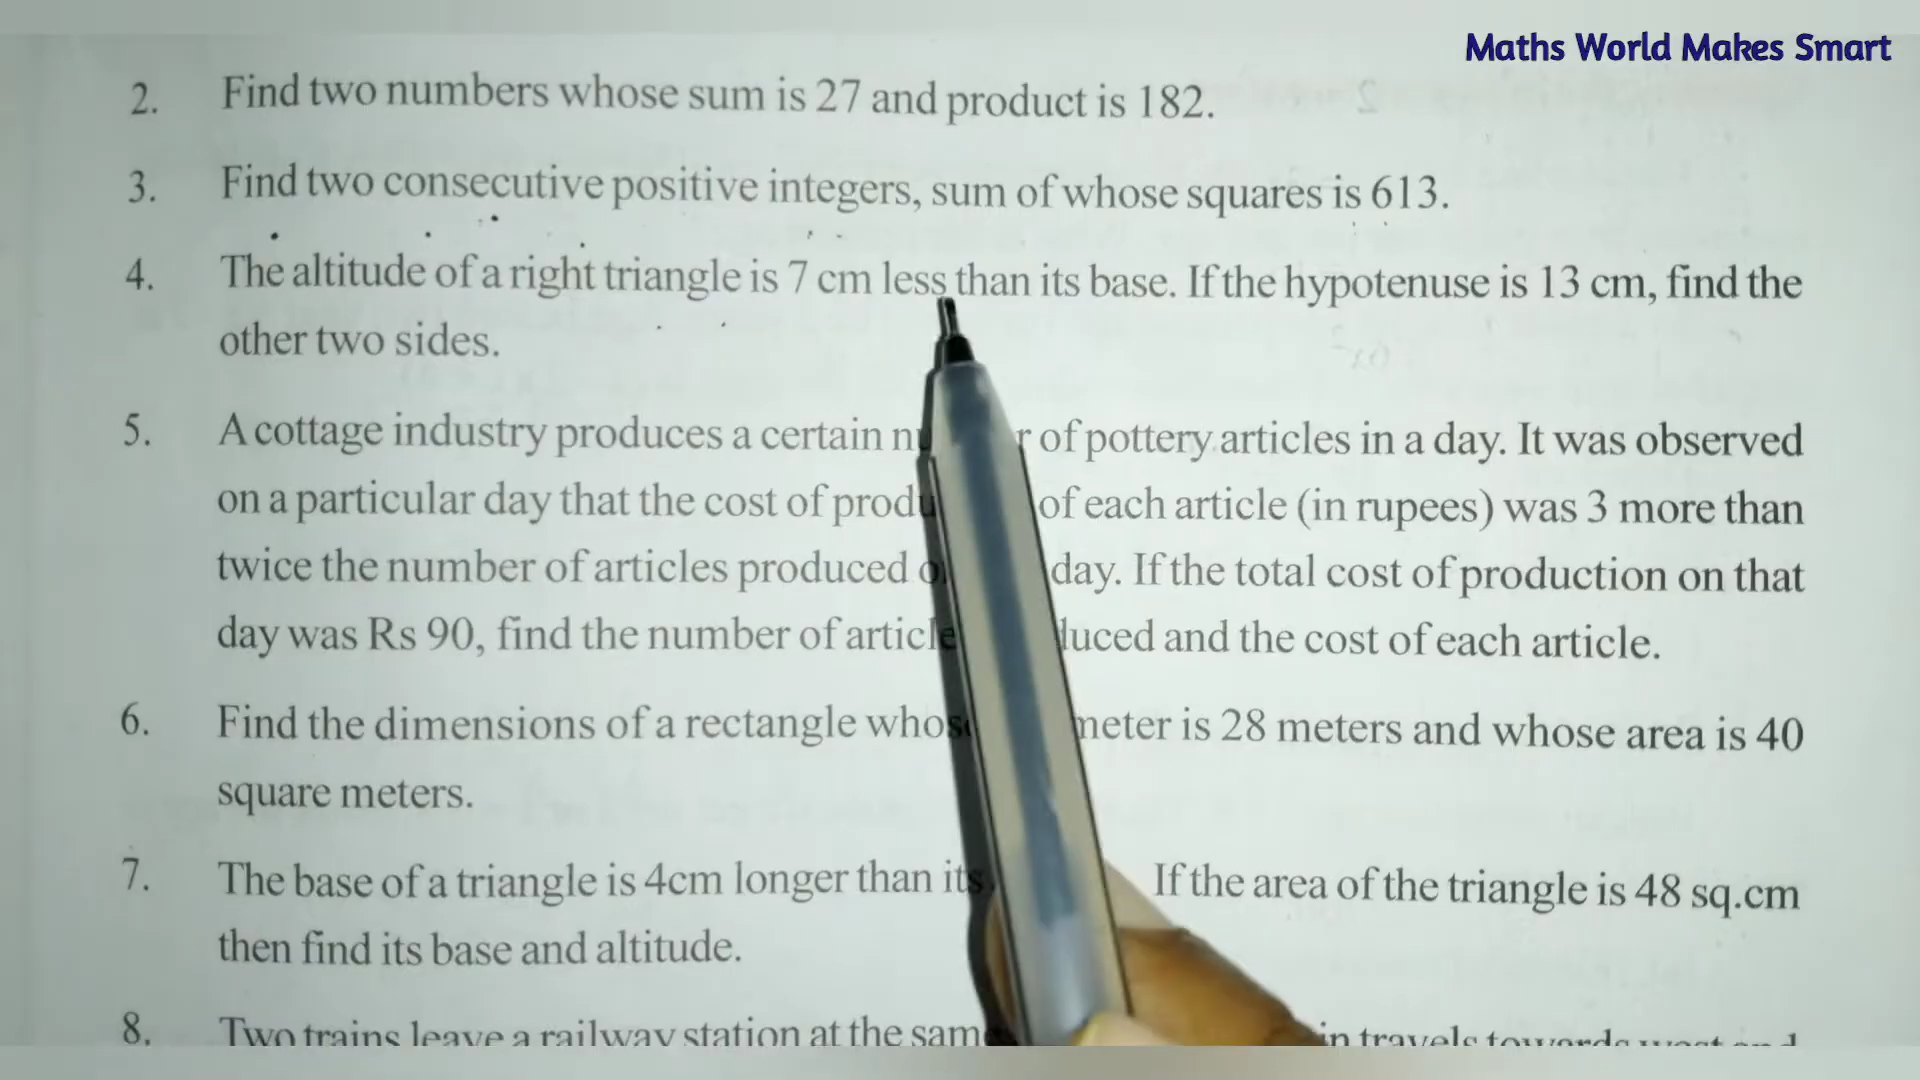 Maths World Makes Smart
2. Find two numbers whose sum is 27 and product is 182.
3. Find two consecutive positive integers, sum of whose squares is 613.
4. The altitude of a right triangle is 7 cm less than its base. If the hypotenuse is 13 cm, find the
other two sides.
5. A cottage industry produces a certain of pottery articles in a day. It was observed
on a particular day that the cost of of each article (in rupees) was 3 more than
twice the number of articles produced day. If the total cost of production on that
day was Rs 90, find the number of and the cost of each article.
6. Find the dimensions of a rectangle is 28 meters and whose area is 40
square meters.
7. The base of a triangle is 4cm longer than its If the area of the triangle is 48 sq.cm
then find its base and altitude.
8. Two trains leave a railway station at the travels towards west and